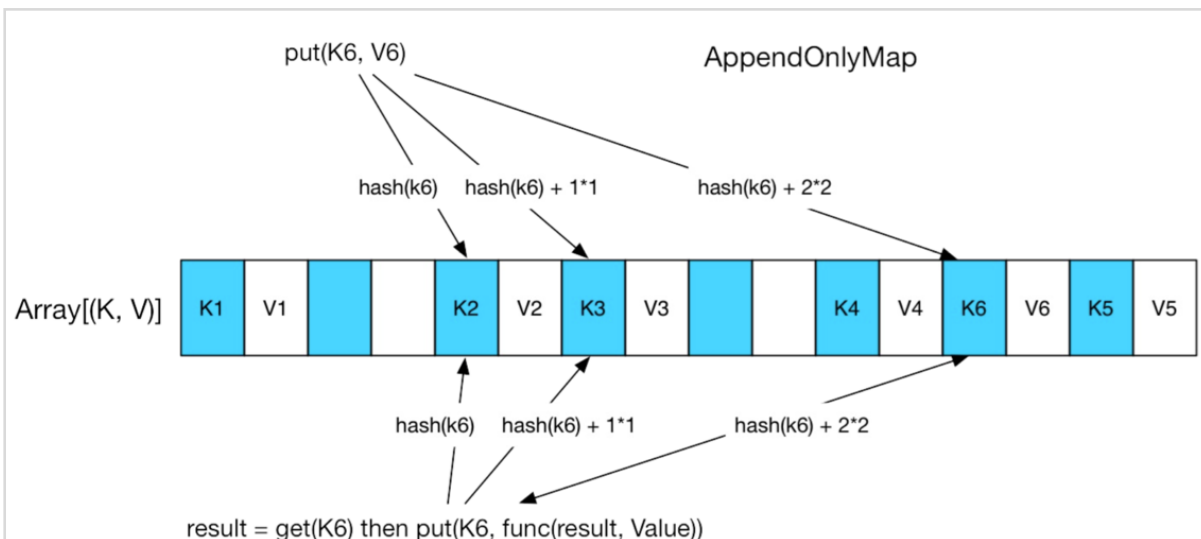 put(K6, V6)
AppendOnlyMap
hash(k6) hash(k6) + 1*1 hash(k6) + 2*2
Array[(K, V)] K1 V1 K2 V2 K3 V3 K4 V4 K6 V6 K5 V5
hash(k6) hash(k6) + 1*1 hash(k6) + 2*2
result = get(K6) then put(K6, func(result, Value))